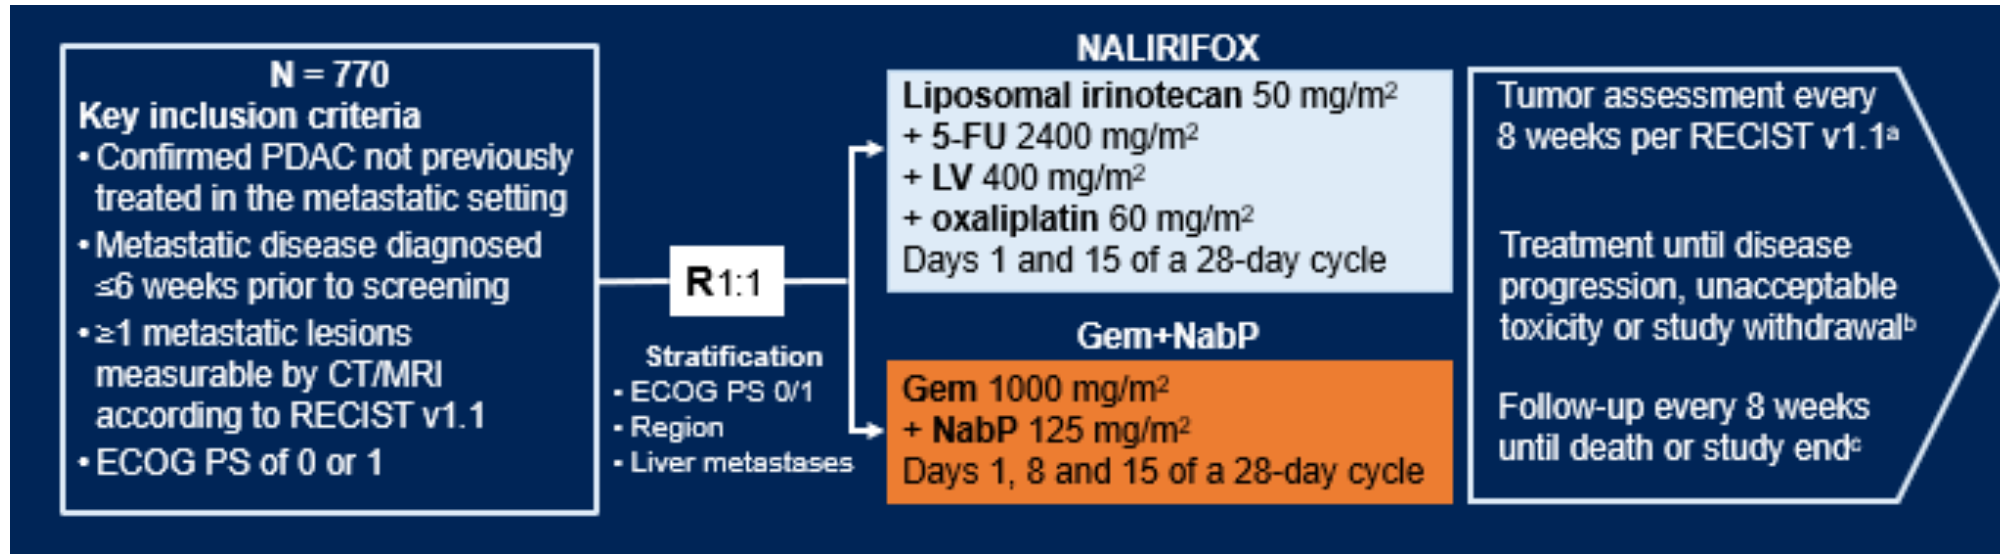 N = 770
Key inclusion criteria
• Confirmed PDAC not previously
treated in the metastatic setting
• Metastatic disease diagnosed
≤6 weeks prior to screening
• ≥1 metastatic lesions
measurable by CT/MRI
according to RECIST v1.1
• ECOG PS of 0 or 1
R 1:1
Stratification
• ECOG PS 0/1
• Region
• Liver metastases
NALIRIFOX
Liposomal irinotecan 50 mg/m²
+ 5-FU 2400 mg/m²
+ LV 400 mg/m²
+ oxaliplatin 60 mg/m²
Days 1 and 15 of a 28-day cycle
Gem+NabP
Gem 1000 mg/m²
+ NabP 125 mg/m²
Days 1, 8 and 15 of a 28-day cycle
Tumor assessment every
8 weeks per RECIST v1.1ᵃ
Treatment until disease
progression, unacceptable
toxicity or study withdrawalᵇ
Follow-up every 8 weeks
until death or study endᶜ